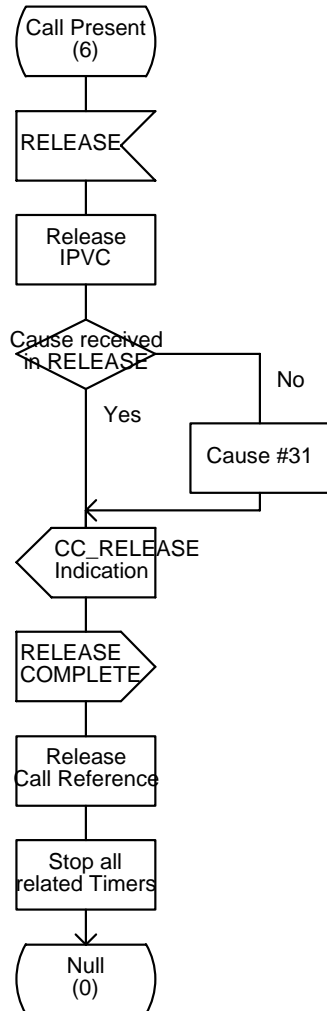 Call Present
(6)
RELEASE
Release
IPVC
Cause received
in RELEASE
No
Yes
Cause #31
CC_RELEASE
Indication
RELEASE
COMPLETE
Release
Call Reference
Stop all
related Timers
Null
(0)